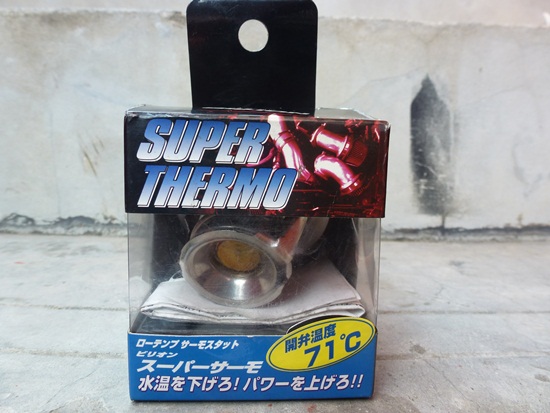 SUPER
THERMO
ローテンプ サーモスタット
ビリオン
スーパーサーモ
開弁温度
71℃
水温を下げろ! パワーを上げろ!!